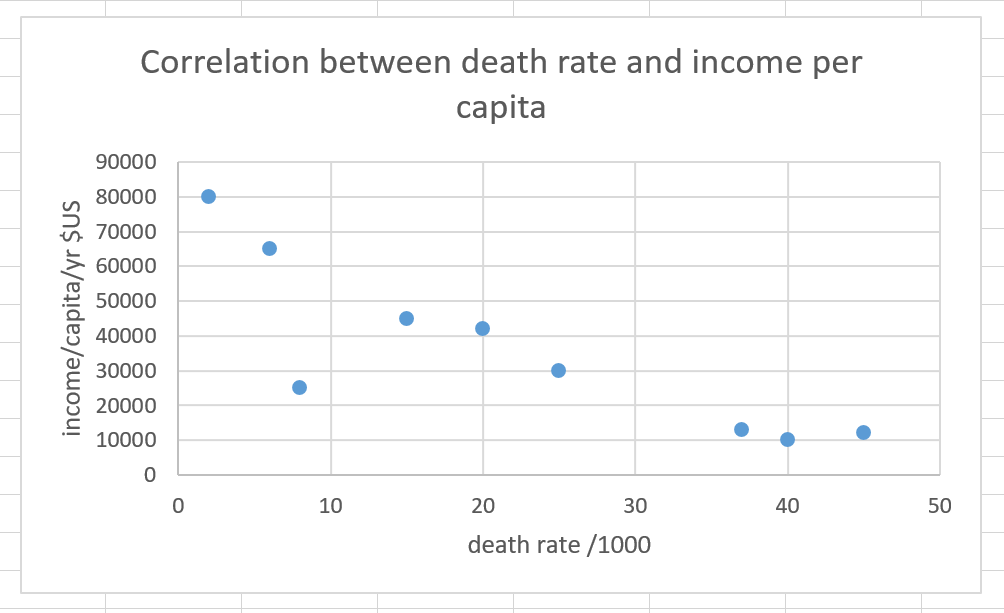 Correlation between death rate and income per
capita
income/capita/yr $US
90000
80000
70000
60000
50000
40000
30000
20000
10000
0
0 10 20 30 40 50
death rate /1000